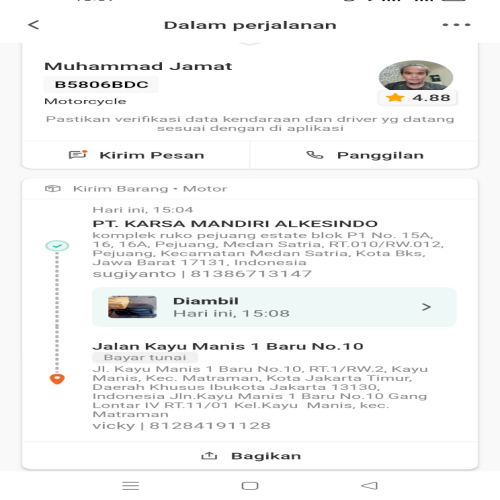 Dalam perjalanan
Muhammad Jamat
B5806BDC
Motorcycle
4.88
Pastikan verifikasi data kendaraan dan driver yg datang
sesuai dengan di aplikasi
Kirim Pesan
Panggilan
Kirim Barang • Motor
Hari ini, 15:04
PT. KARSA MANDIRI ALKESINDO
komplek ruko pejuang estate blok P1 No. 15A,
16, 16A, Pejuang, Medan Satria, RT.010/RW.012,
Pejuang, Kecamatan Medan Satria, Kota Bks,
Jawa Barat 17131, Indonesia
sugiyanto | 81386713147
Diambil
Hari ini, 15:08
Jalan Kayu Manis 1 Baru No.10
Bayar tunai
Jl. Kayu Manis 1 Baru No.10, RT.1/RW.2, Kayu
Manis, Kec. Matraman, Kota Jakarta Timur,
Daerah Khusus Ibukota Jakarta 13130,
Indonesia Jln.Kayu Manis 1 Baru No.10 Gang
Lontar IV RT.11/01 Kel.Kayu Manis, kec.
Matraman
vicky | 81284191128
Bagikan